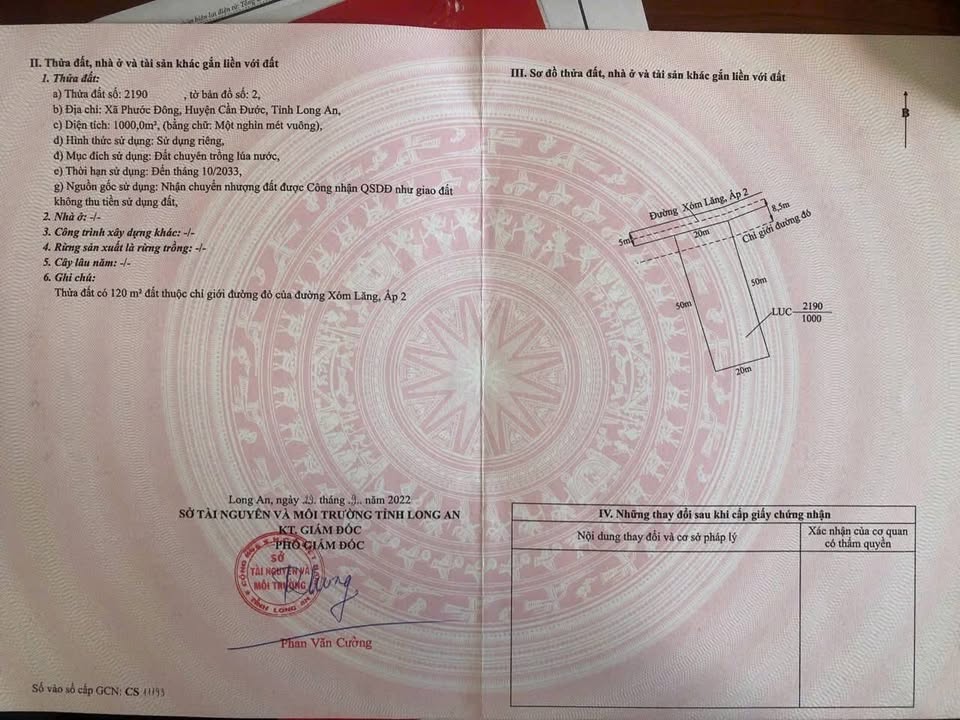 II. Thửa đất, nhà ở và tài sản khác gắn liền với đất
1. Thửa đất:
a) Thửa đất số: 2190 , tờ bản đồ số: 2,
b) Địa chỉ: Xã Phước Đông, Huyện Cần Đước, Tỉnh Long An,
c) Diện tích: 1000,0m², (bằng chữ: Một nghìn mét vuông),
d) Hình thức sử dụng: Sử dụng riêng,
đ) Mục đích sử dụng: Đất chuyên trồng lúa nước,
e) Thời hạn sử dụng: Đến tháng 10/2033,
g) Nguồn gốc sử dụng: Nhận chuyển nhượng đất được Công nhận QSDĐ như giao đất
không thu tiền sử dụng đất,
2. Nhà ở: -/-
3. Công trình xây dựng khác: -/-
4. Rừng sản xuất là rừng trồng: -/-
5. Cây lâu năm: -/-
6. Ghi chú:
Thửa đất có 120 m² đất thuộc chỉ giới đường đỏ của đường Xóm Lăng, Ấp 2
Long An, ngày tháng năm 2022
SỞ TÀI NGUYÊN VÀ MÔI TRƯỜNG TỈNH LONG AN
KT. GIÁM ĐỐC
PHÓ GIÁM ĐỐC
SỞ
TÀI NGUYÊN VÀ
MÔI TRƯỜNG
TỈNH LONG AN
Phan Văn Cường
Số vào sổ cấp GCN: CS
III. Sơ đồ thửa đất, nhà ở và tài sản khác gắn liền với đất
B
Đường Xóm Lăng, Ấp 2
8,5m
5m
20m
Chỉ giới đường đỏ
50m
50m
LUC 2190
1000
20m
IV. Những thay đổi sau khi cấp giấy chứng nhận
Nội dung thay đổi và cơ sở pháp lý
Xác nhận của cơ quan
có thẩm quyền